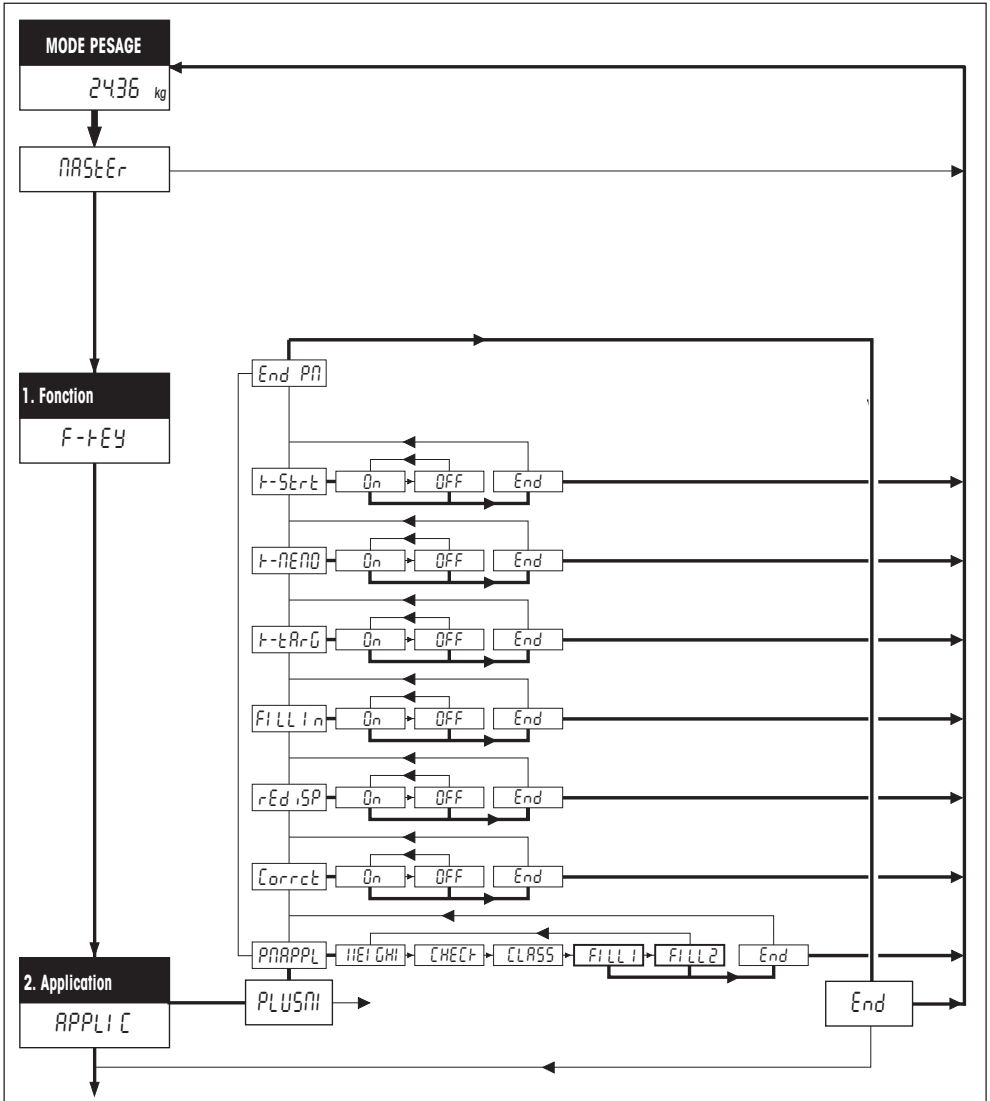 MODE PESAGE
24.36 kg
MAStEr
End PM
1. Fonction
F-KEY
K-Strt On OFF End
K-MEMO On OFF End
K-tArG On OFF End
FILLIn On OFF End
rEdiSP On OFF End
Corrct On OFF End
PMAPPL WEIGHI CHECK CLASS FILL1 FILL2 End
2. Application
APPLIC
PLUSMI
End